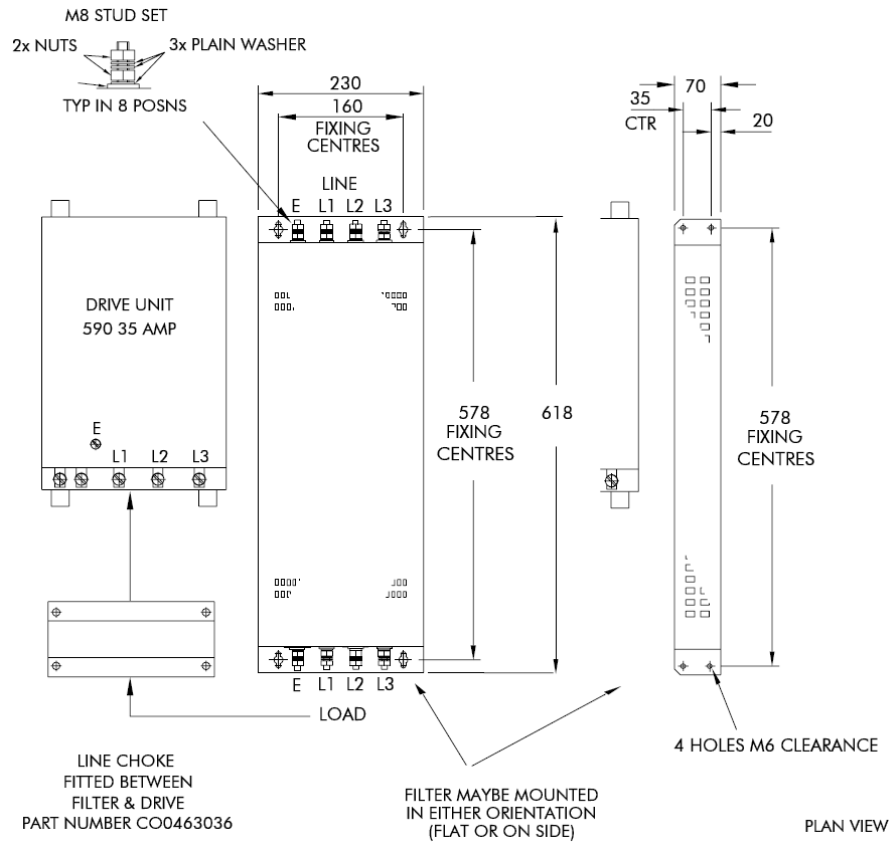 M8 STUD SET
2x NUTS
3x PLAIN WASHER
TYP IN 8 POSNS
230
160
FIXING
CENTRES
LINE
E L1 L2 L3
70
35
CTR
20
DRIVE UNIT
590 35 AMP
E
L1 L2 L3
578
FIXING
CENTRES
618
578
FIXING
CENTRES
E L1 L2 L3
LOAD
4 HOLES M6 CLEARANCE
LINE CHOKE
FITTED BETWEEN
FILTER & DRIVE
PART NUMBER CO0463036
FILTER MAYBE MOUNTED
IN EITHER ORIENTATION
(FLAT OR ON SIDE)
PLAN VIEW